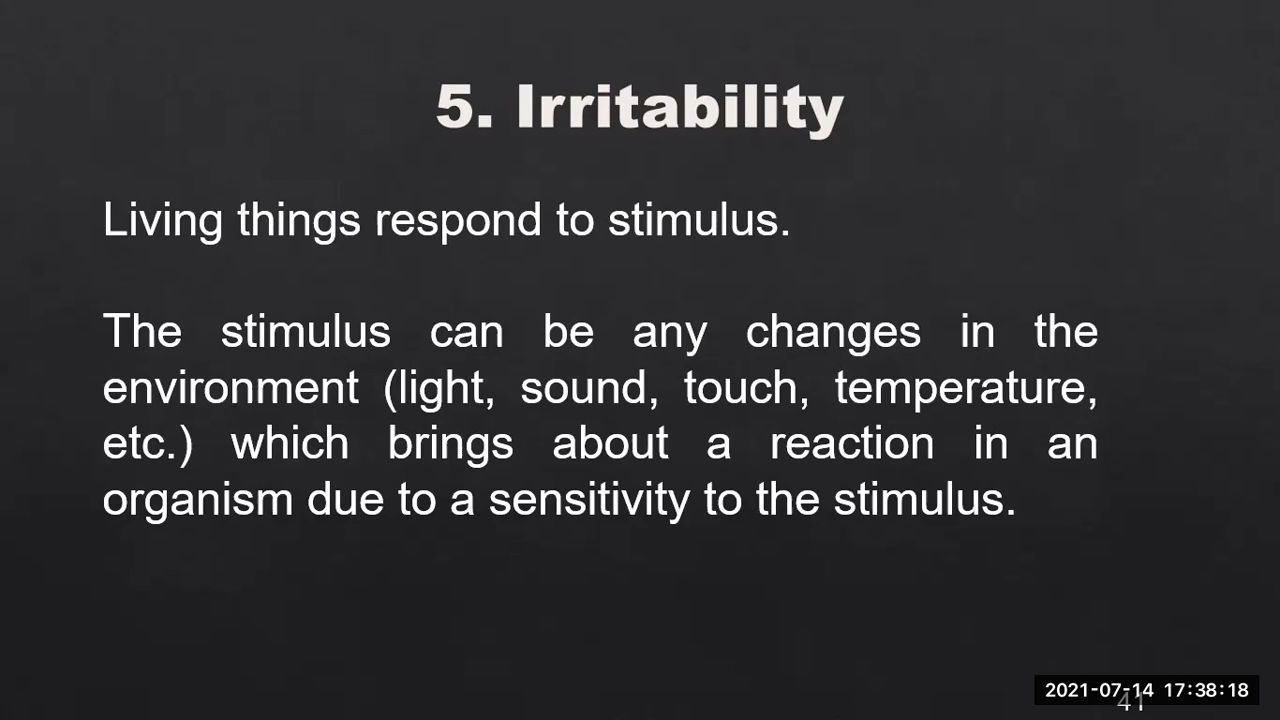 5. Irritability
Living things respond to stimulus.
The stimulus can be any changes in the
environment (light, sound, touch, temperature,
etc.) which brings about a reaction in an
organism due to a sensitivity to the stimulus.
2021-07-14 17:38:18
41